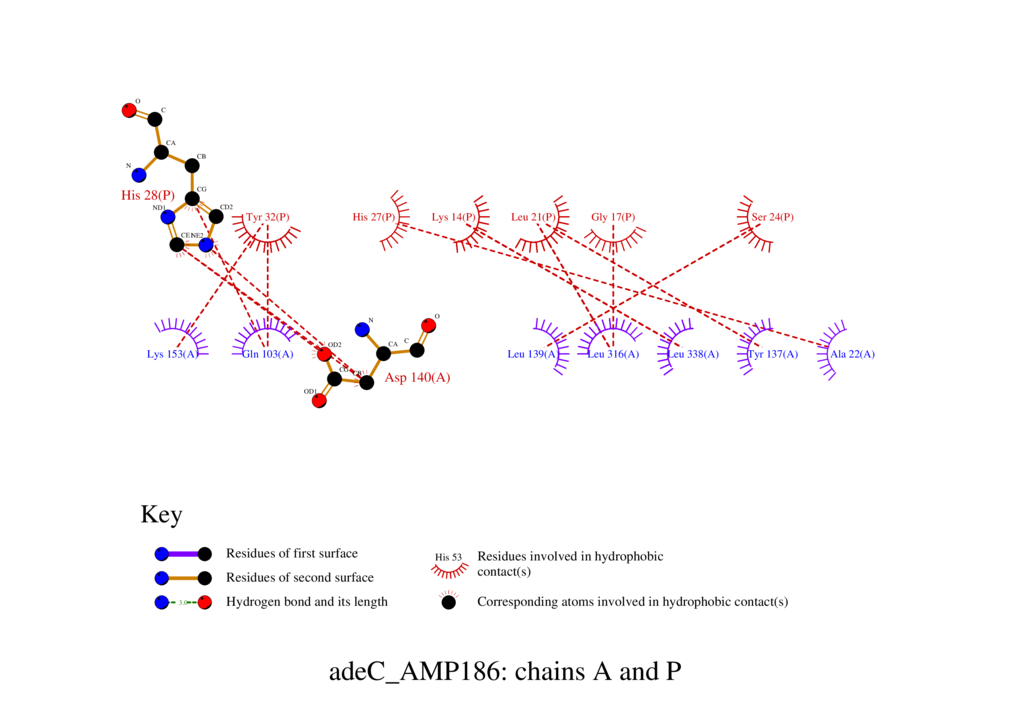 O
C
CA
N
CB
His 28(P)
CG
ND1
CD2
CE
NE2
Tyr 32(P)
His 27(P)
Lys 14(P)
Leu 21(P)
Gly 17(P)
Ser 24(P)
N
O
CA
C
OD2
CG
CB
OD1
Asp 140(A)
Lys 153(A)
Gln 103(A)
Leu 139(A)
Leu 316(A)
Leu 338(A)
Tyr 137(A)
Ala 22(A)
Key
Residues of first surface
Residues of second surface
3.0
Hydrogen bond and its length
His 53
Residues involved in hydrophobic
contact(s)
Corresponding atoms involved in hydrophobic contact(s)
adeC_AMP186: chains A and P